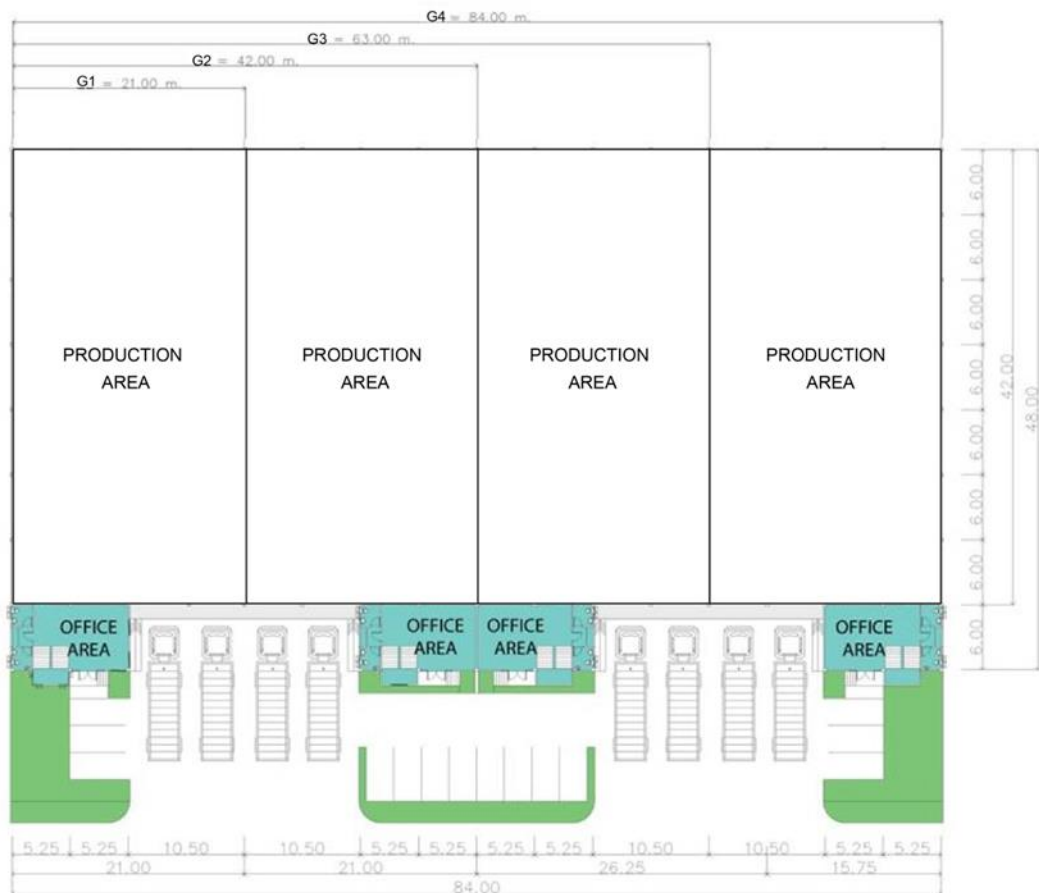 G4 = 84.00 m.
G3 = 63.00 m.
G2 = 42.00 m.
G1 = 21.00 m.
PRODUCTION
AREA
PRODUCTION
AREA
PRODUCTION
AREA
PRODUCTION
AREA
6.00
6.00
6.00
6.00
6.00
6.00
6.00
6.00
42.00
48.00
OFFICE
AREA
OFFICE
AREA
OFFICE
AREA
OFFICE
AREA
5.25 5.25 10.50 10.50 5.25 5.25 5.25 5.25 10.50 10.50 5.25 5.25
21.00 21.00 26.25 15.75
84.00